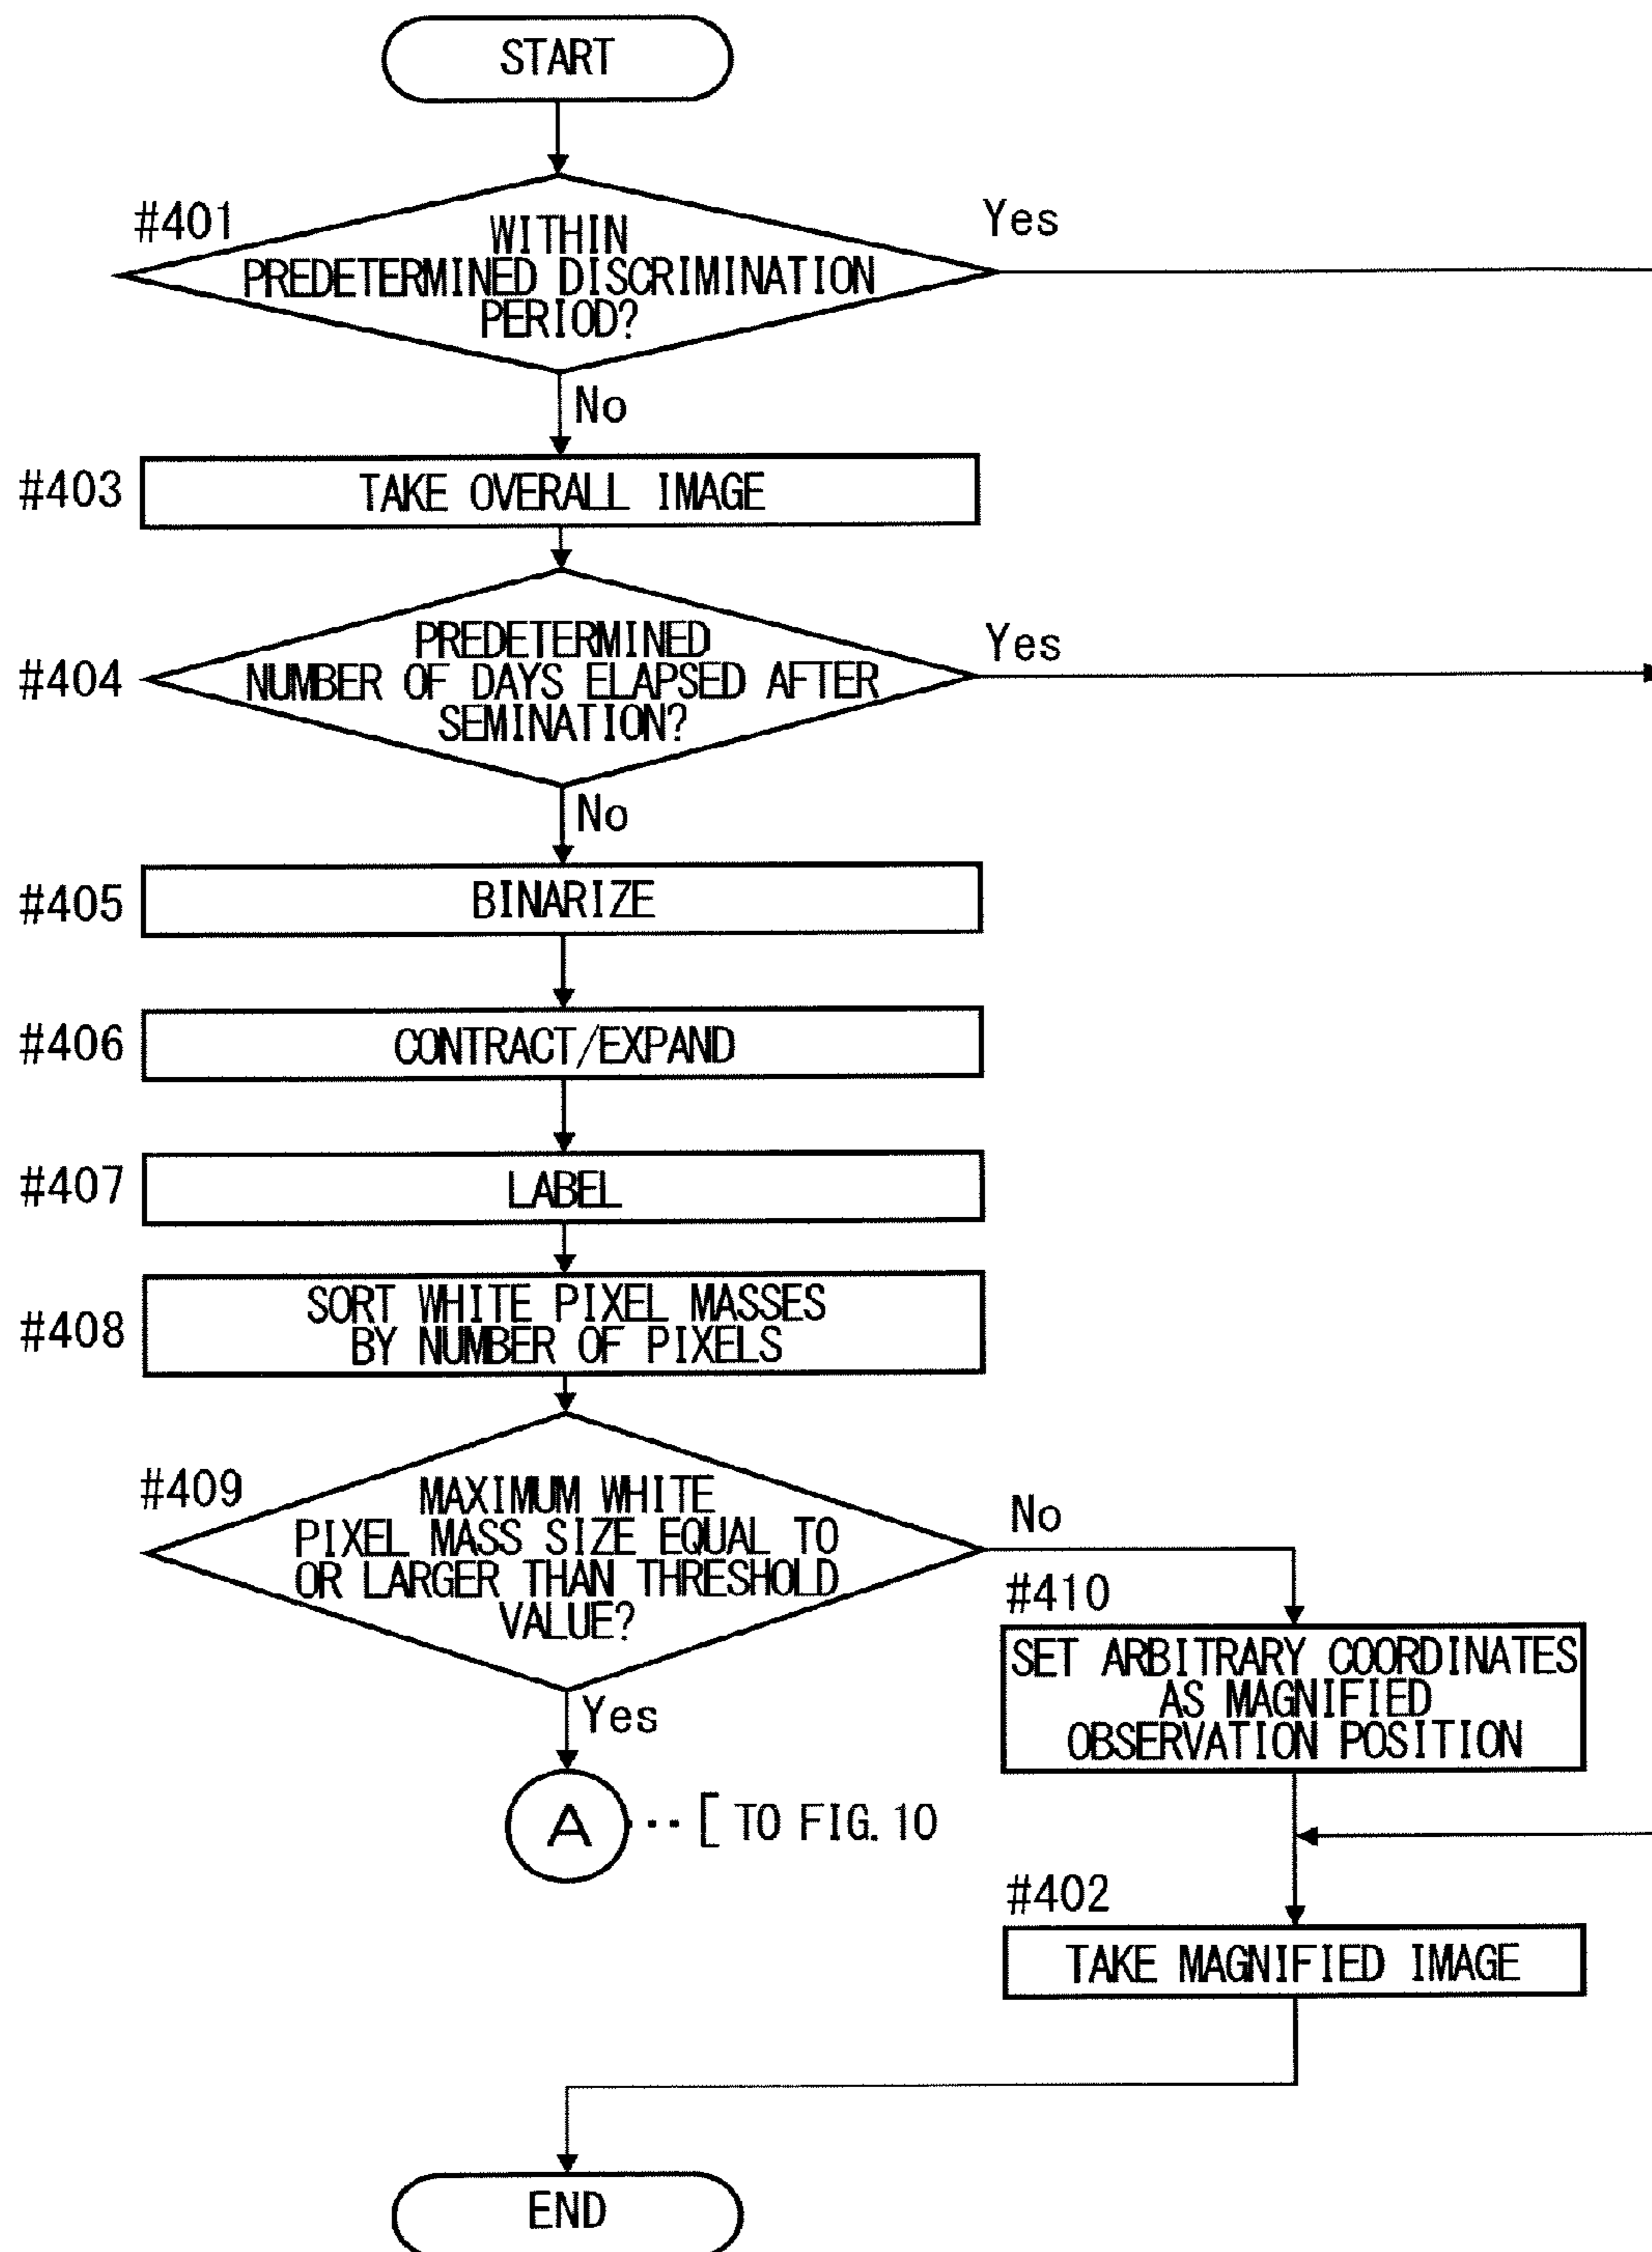 START
#401
WITHIN
PREDETERMINED DISCRIMINATION
PERIOD?
Yes
No
#403
TAKE OVERALL IMAGE
#404
PREDETERMINED
NUMBER OF DAYS ELAPSED AFTER
SEMINATION?
Yes
No
#405
BINARIZE
#406
CONTRACT/EXPAND
#407
LABEL
#408
SORT WHITE PIXEL MASSES
BY NUMBER OF PIXELS
#409
MAXIMUM WHITE
PIXEL MASS SIZE EQUAL TO
OR LARGER THAN THRESHOLD
VALUE?
No
#410
SET ARBITRARY COORDINATES
AS MAGNIFIED
OBSERVATION POSITION
Yes
A ·· [ TO FIG. 10
#402
TAKE MAGNIFIED IMAGE
END